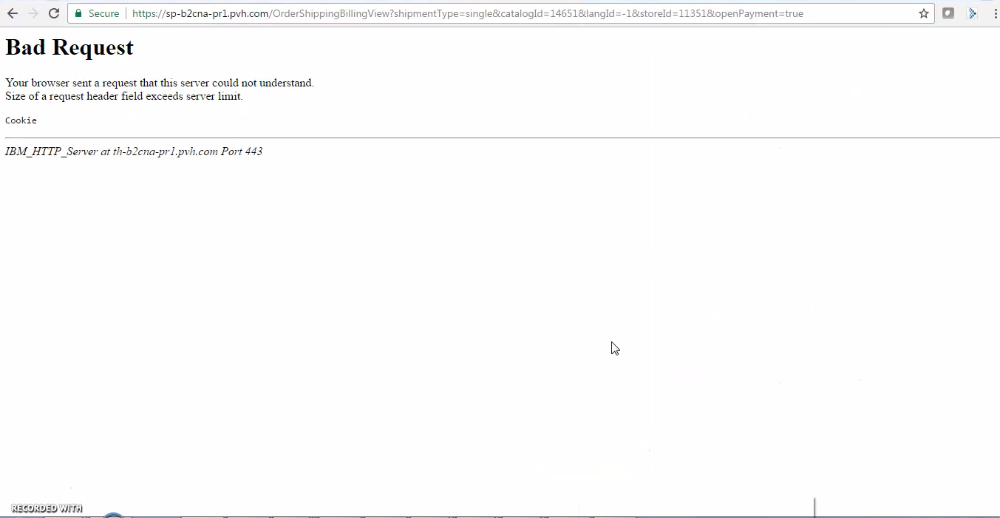 Secure https://sp-b2cna-pr1.pvh.com/OrderShippingBillingView?shipmentType=single&catalogId=14651&langId=-1&storeId=11351&openPayment=true
Bad Request
Your browser sent a request that this server could not understand.
Size of a request header field exceeds server limit.
Cookie
IBM_HTTP_Server at th-b2cna-pr1.pvh.com Port 443
RECORDED WITH